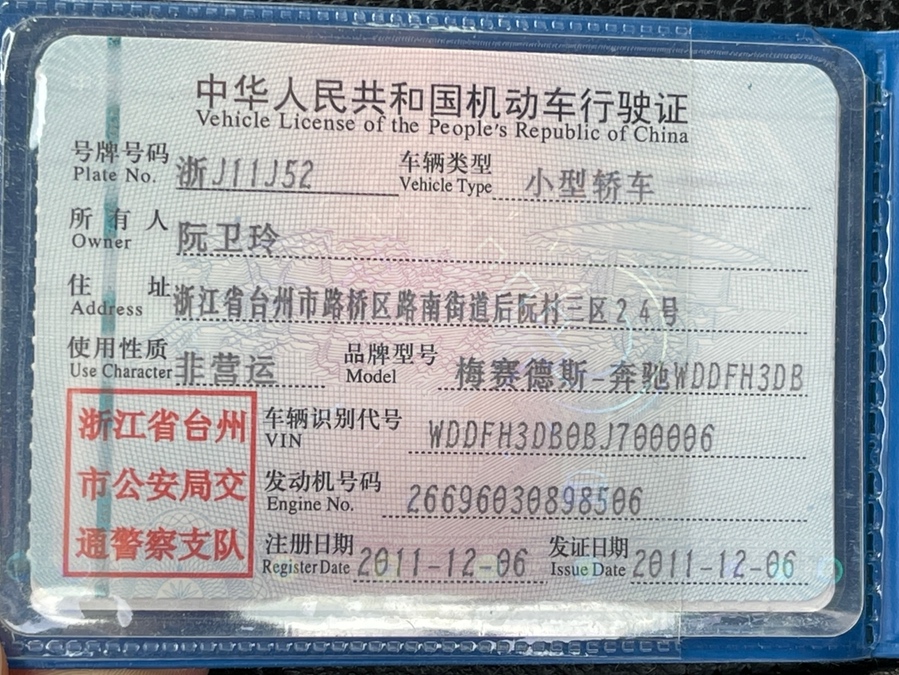 中华人民共和国机动车行驶证
Vehicle License of the People's Republic of China
号牌号码 浙J11J52 车辆类型 小型轿车
Plate No. Vehicle Type
所有人 阮卫玲
Owner
住址 浙江省台州市路桥区路南街道后阮村三区24号
Address
使用性质 非营运 品牌型号 梅赛德斯-奔驰WDDFH3DB
Use Character Model
浙江省台州
市公安局交
通警察支队
车辆识别代号 WDDFH3DB0BJ700006
VIN
发动机号码 26696030898506
Engine No.
注册日期 2011-12-06 发证日期 2011-12-06
Register Date Issue Date